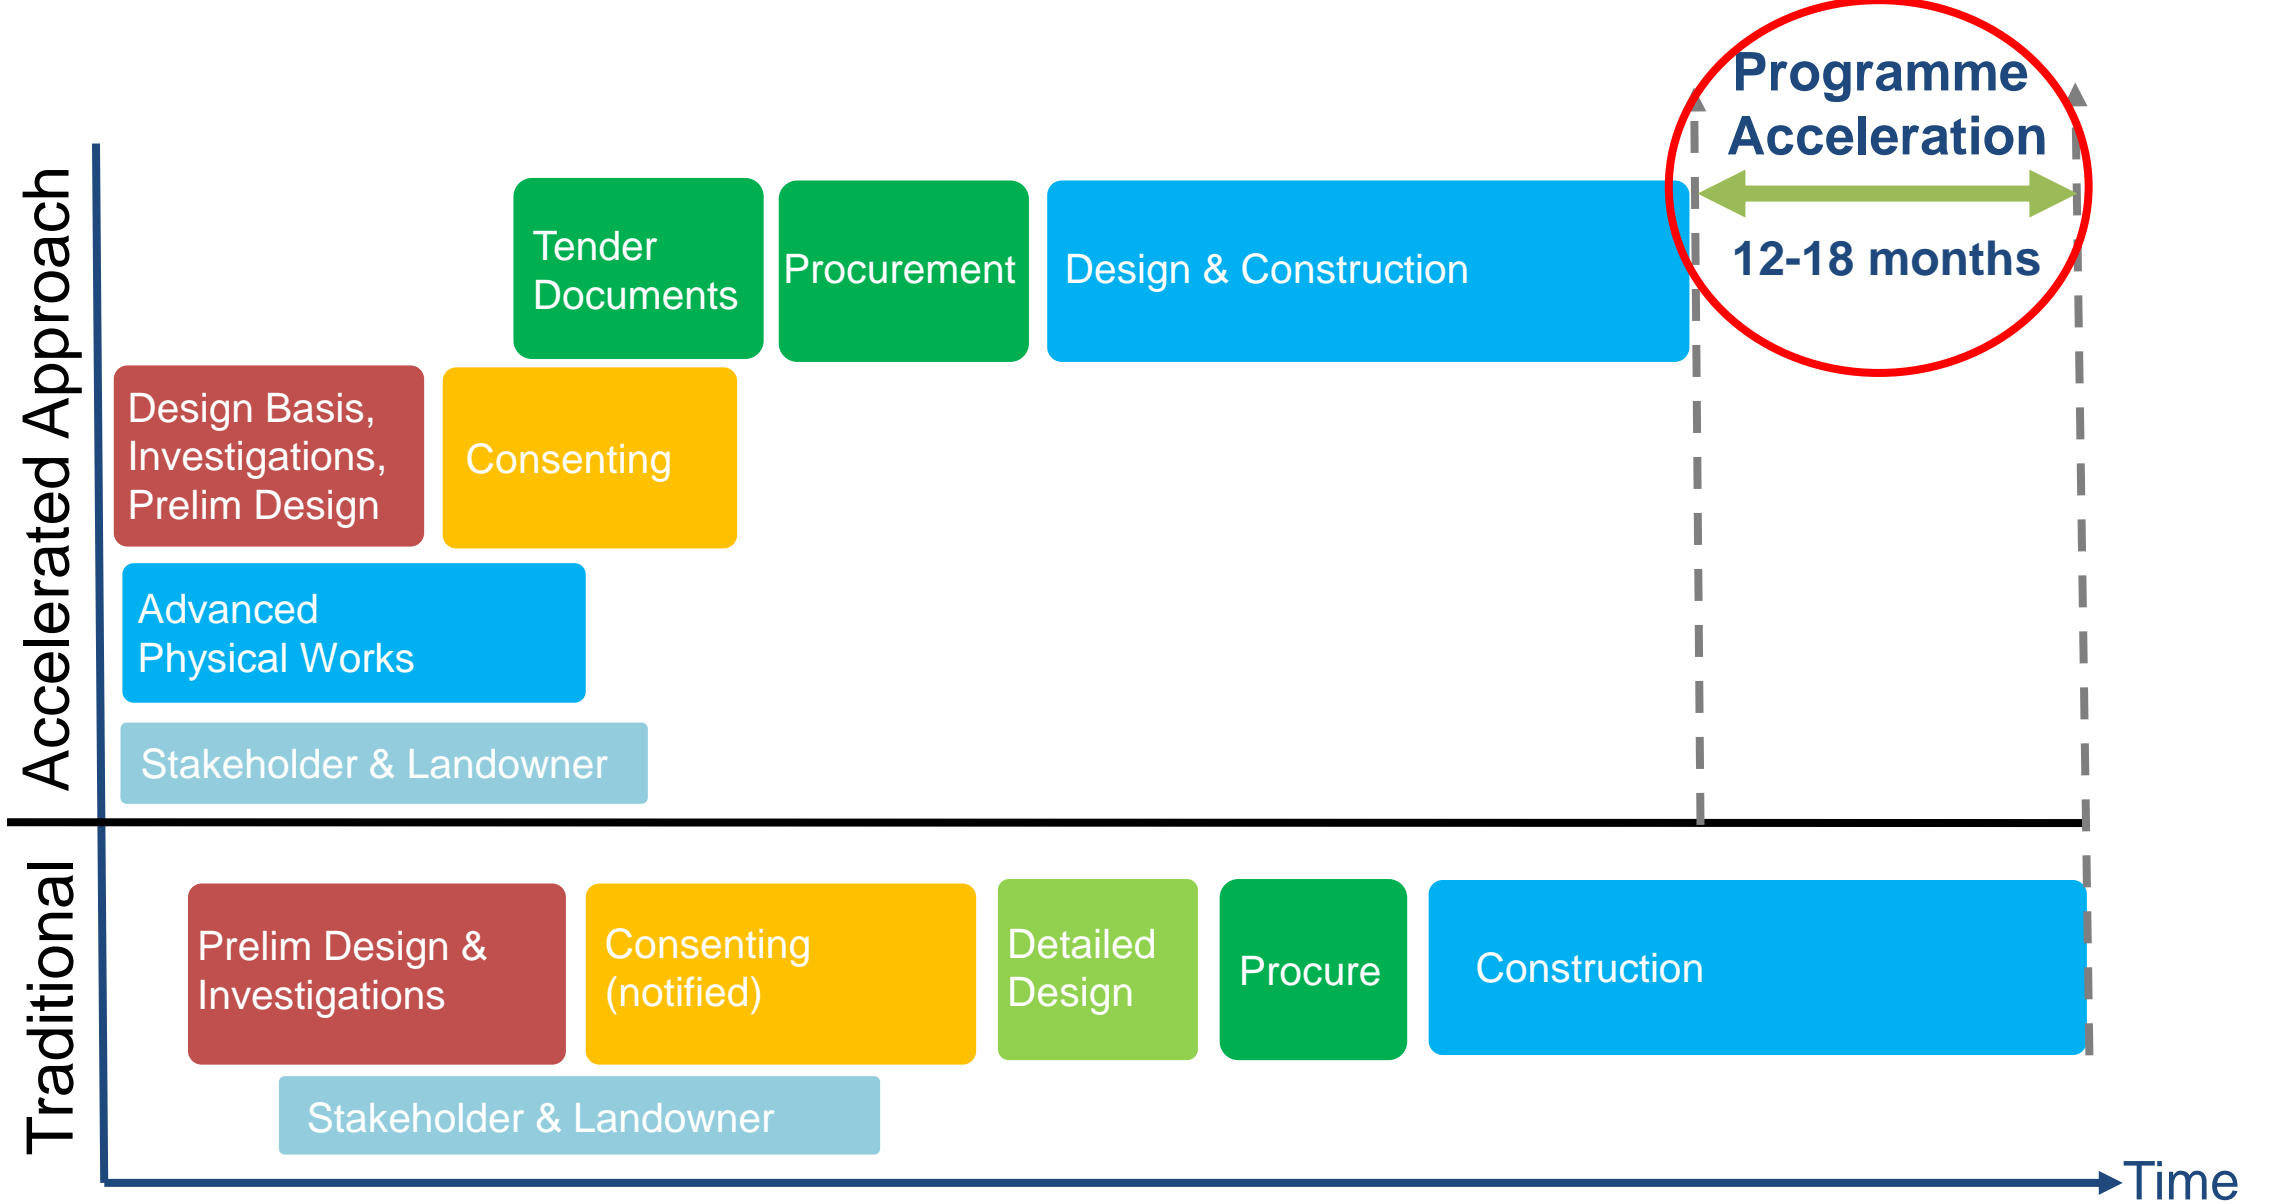 Programme
Acceleration
12-18 months
Accelerated Approach
Tender
Documents
Procurement
Design & Construction
Design Basis,
Investigations,
Prelim Design
Consenting
Advanced
Physical Works
Stakeholder & Landowner
Traditional
Prelim Design &
Investigations
Consenting
(notified)
Detailed
Design
Procure
Construction
Stakeholder & Landowner
Time